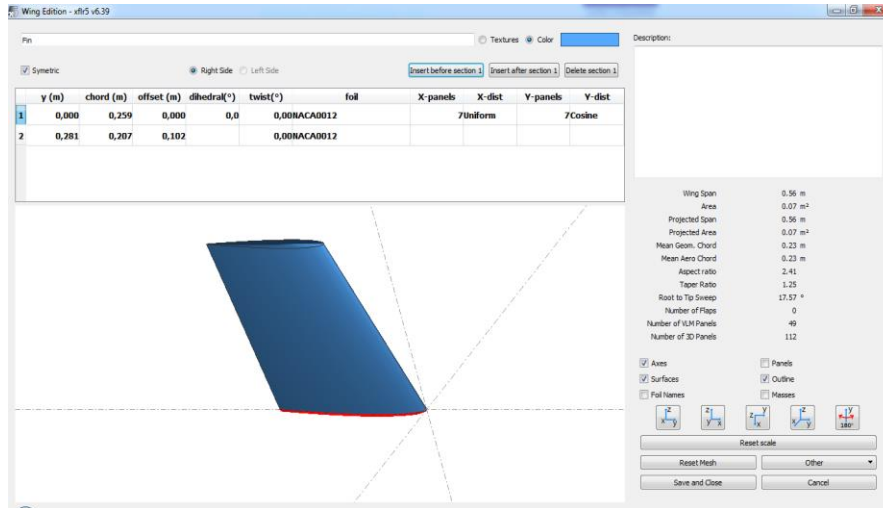 Wing Edition - xflr5 v6.39
Fin
Textures Color
Description:
Symetric Right Side Left Side Insert before section 1 Insert after section 1 Delete section 1
y (m) chord (m) offset (m) dihedral(°) twist(°) foil X-panels X-dist Y-panels Y-dist
1 0,000 0,259 0,000 0,0 0,00 NACA0012 7 Uniform 7 Cosine
2 0,281 0,207 0,102 0,00 NACA0012
Wing Span 0.56 m
Area 0.07 m²
Projected Span 0.56 m
Projected Area 0.07 m²
Mean Geom. Chord 0.23 m
Mean Aero Chord 0.23 m
Aspect ratio 2.41
Taper Ratio 1.25
Root to Tip Sweep 17.57 °
Number of Flaps 0
Number of VLM Panels 49
Number of 3D Panels 112
Axes Panels
Surfaces Outline
Foil Names Masses
Reset scale
Reset Mesh Other
Save and Close Cancel